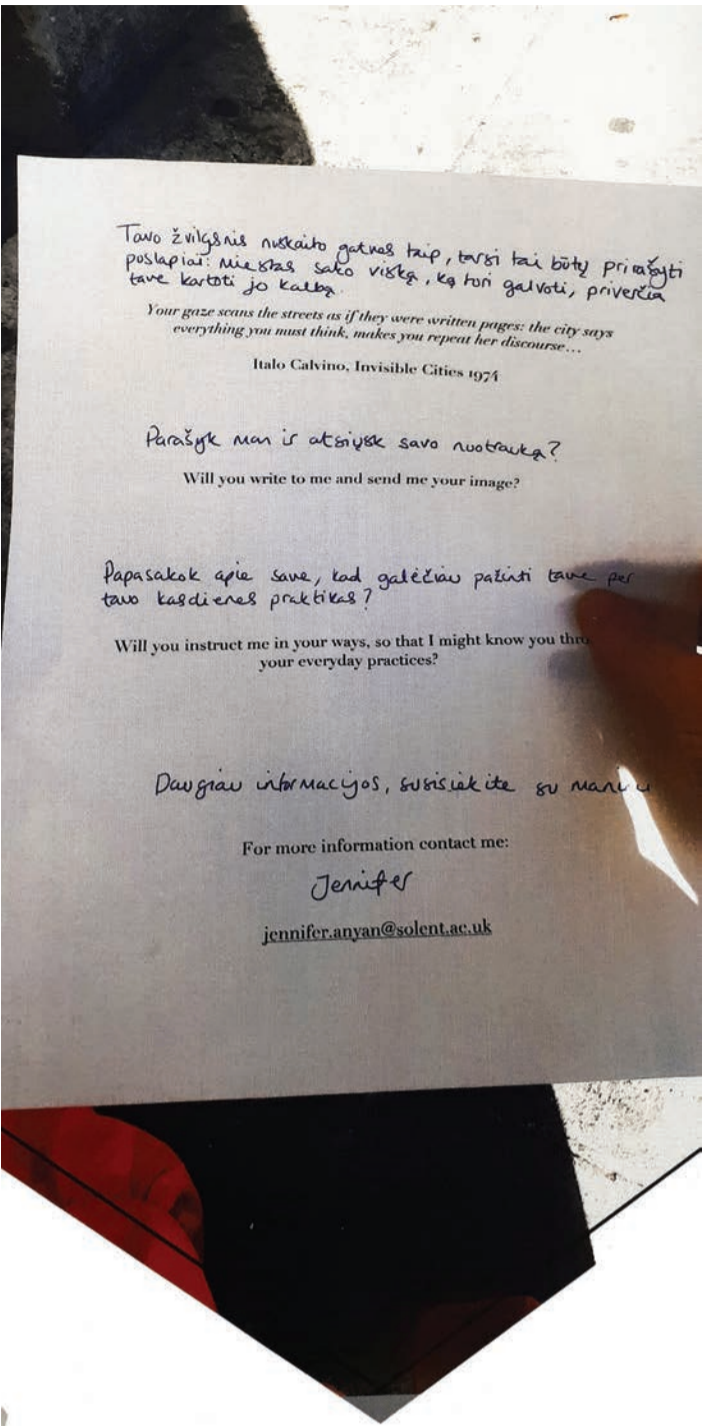 Tavo žvilgsnis nuskaito gatves taip, tarsi tai būtų prirašyti
poslapiai: miestas sako viską, ką turi galvoti, priverčia
tave kartoti jo kalbą.
Your gaze scans the streets as if they were written pages: the city says
everything you must think, makes you repeat her discourse...
Italo Calvino, Invisible Cities 1974
Parašyk man ir atsiųsk savo nuotrauką?
Will you write to me and send me your image?
Papasakok apie save, kad galėčiau pažinti tave per
tavo kasdienes praktikas?
Will you instruct me in your ways, so that I might know you thro
your everyday practices?
Daugiau informacijos, susisiekite su manimi
For more information contact me:
Jennifer
jennifer.anyan@solent.ac.uk